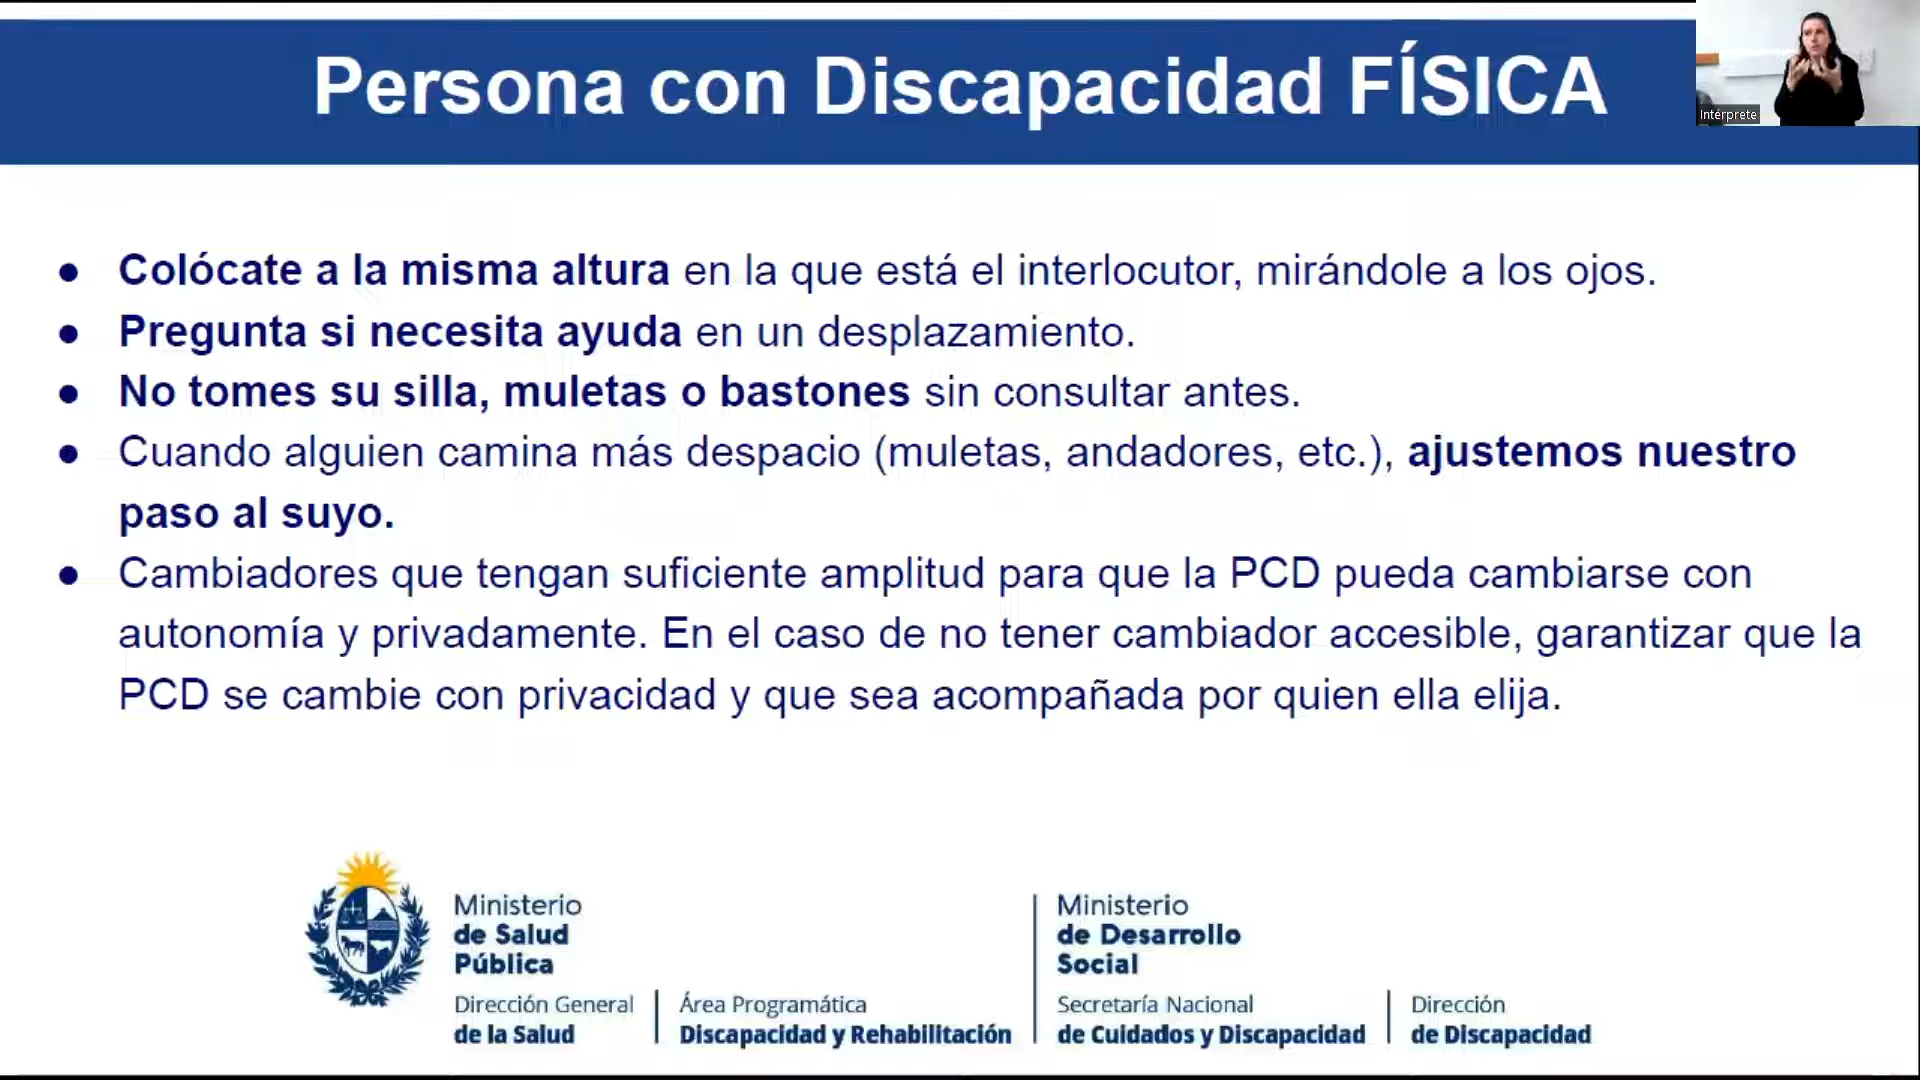 Persona con Discapacidad FÍSICA
Intérprete
● Colócate a la misma altura en la que está el interlocutor, mirándole a los ojos.
● Pregunta si necesita ayuda en un desplazamiento.
● No tomes su silla, muletas o bastones sin consultar antes.
● Cuando alguien camina más despacio (muletas, andadores, etc.), ajustemos nuestro
paso al suyo.
● Cambiadores que tengan suficiente amplitud para que la PCD pueda cambiarse con
autonomía y privadamente. En el caso de no tener cambiador accesible, garantizar que la
PCD se cambie con privacidad y que sea acompañada por quien ella elija.
Ministerio
de Salud
Pública
Dirección General
de la Salud
Área Programática
Discapacidad y Rehabilitación
Ministerio
de Desarrollo
Social
Secretaría Nacional
de Cuidados y Discapacidad
Dirección
de Discapacidad